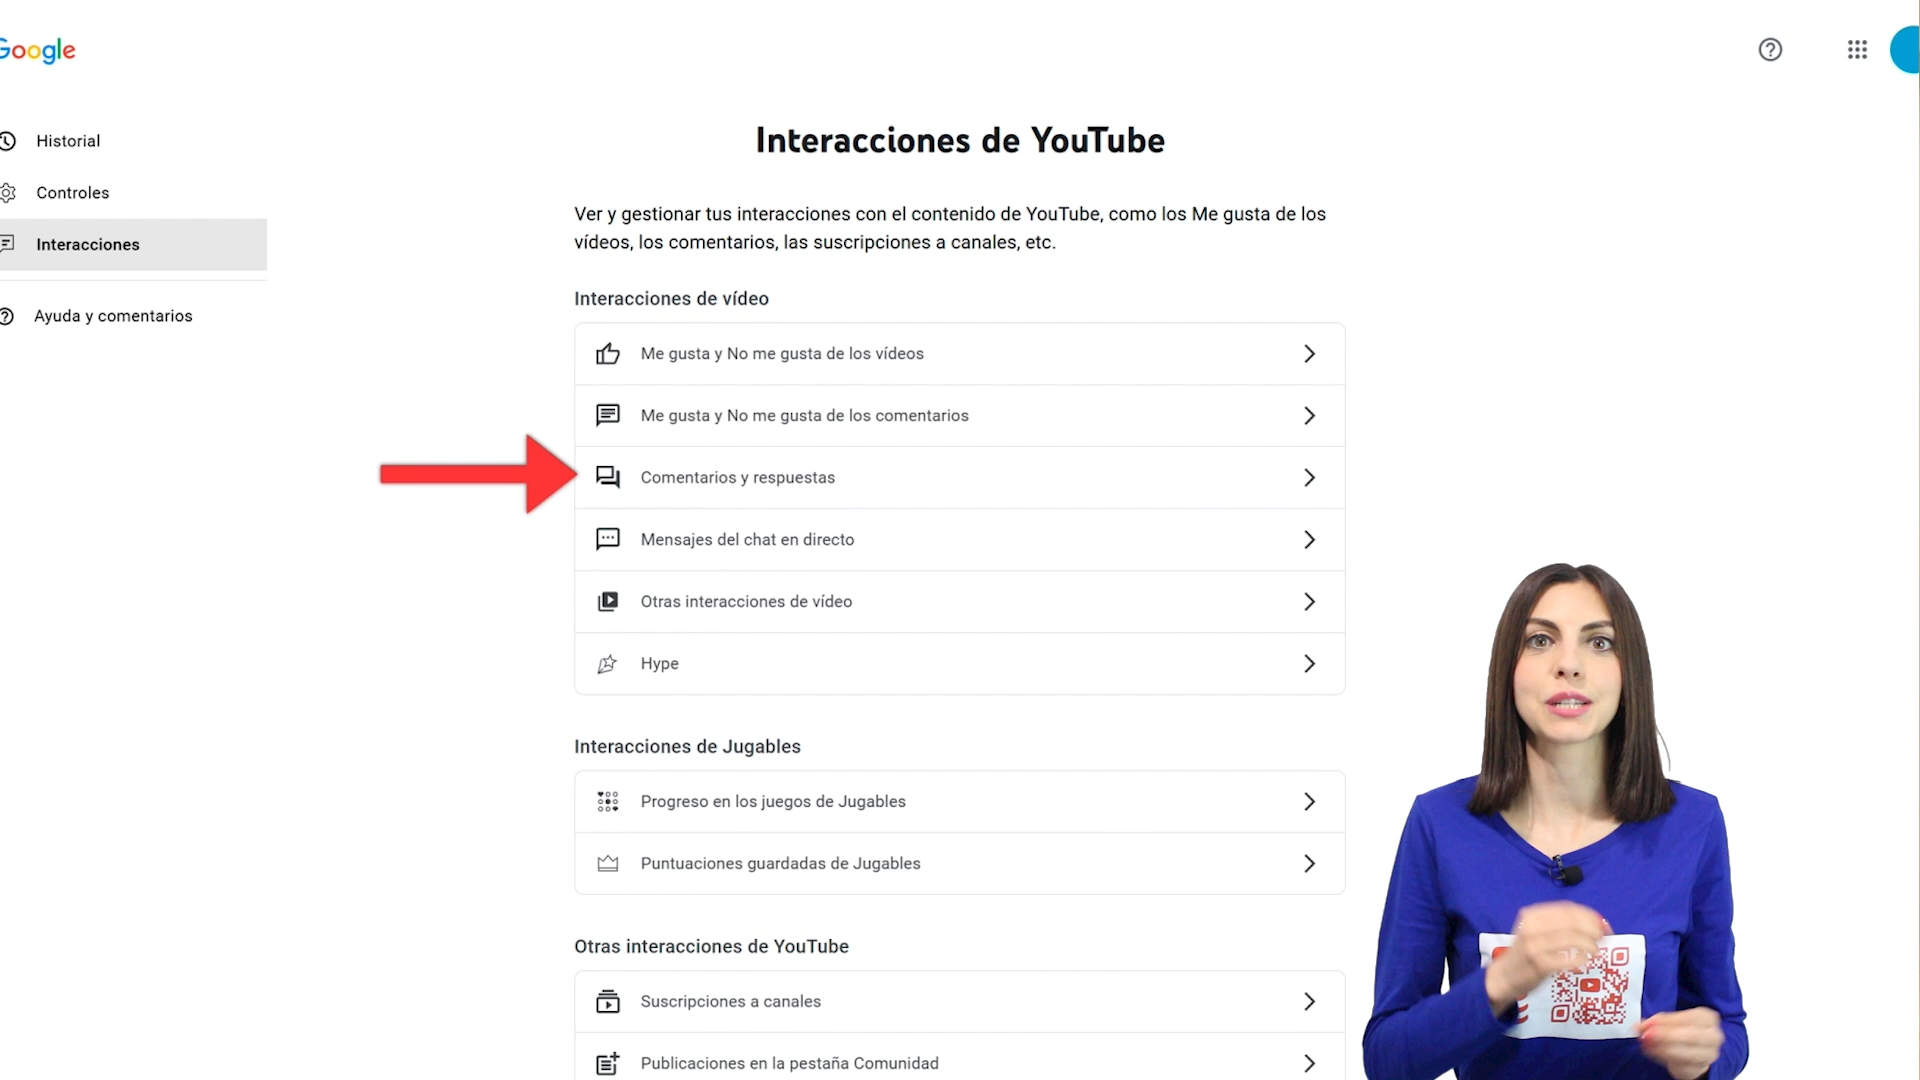 Google
Historial
Controles
Interacciones
Ayuda y comentarios
Interacciones de YouTube
Ver y gestionar tus interacciones con el contenido de YouTube, como los Me gusta de los
vídeos, los comentarios, las suscripciones a canales, etc.
Interacciones de vídeo
Me gusta y No me gusta de los vídeos
Me gusta y No me gusta de los comentarios
Comentarios y respuestas
Mensajes del chat en directo
Otras interacciones de vídeo
Hype
Interacciones de Jugables
Progreso en los juegos de Jugables
Puntuaciones guardadas de Jugables
Otras interacciones de YouTube
Suscripciones a canales
Publicaciones en la pestaña Comunidad